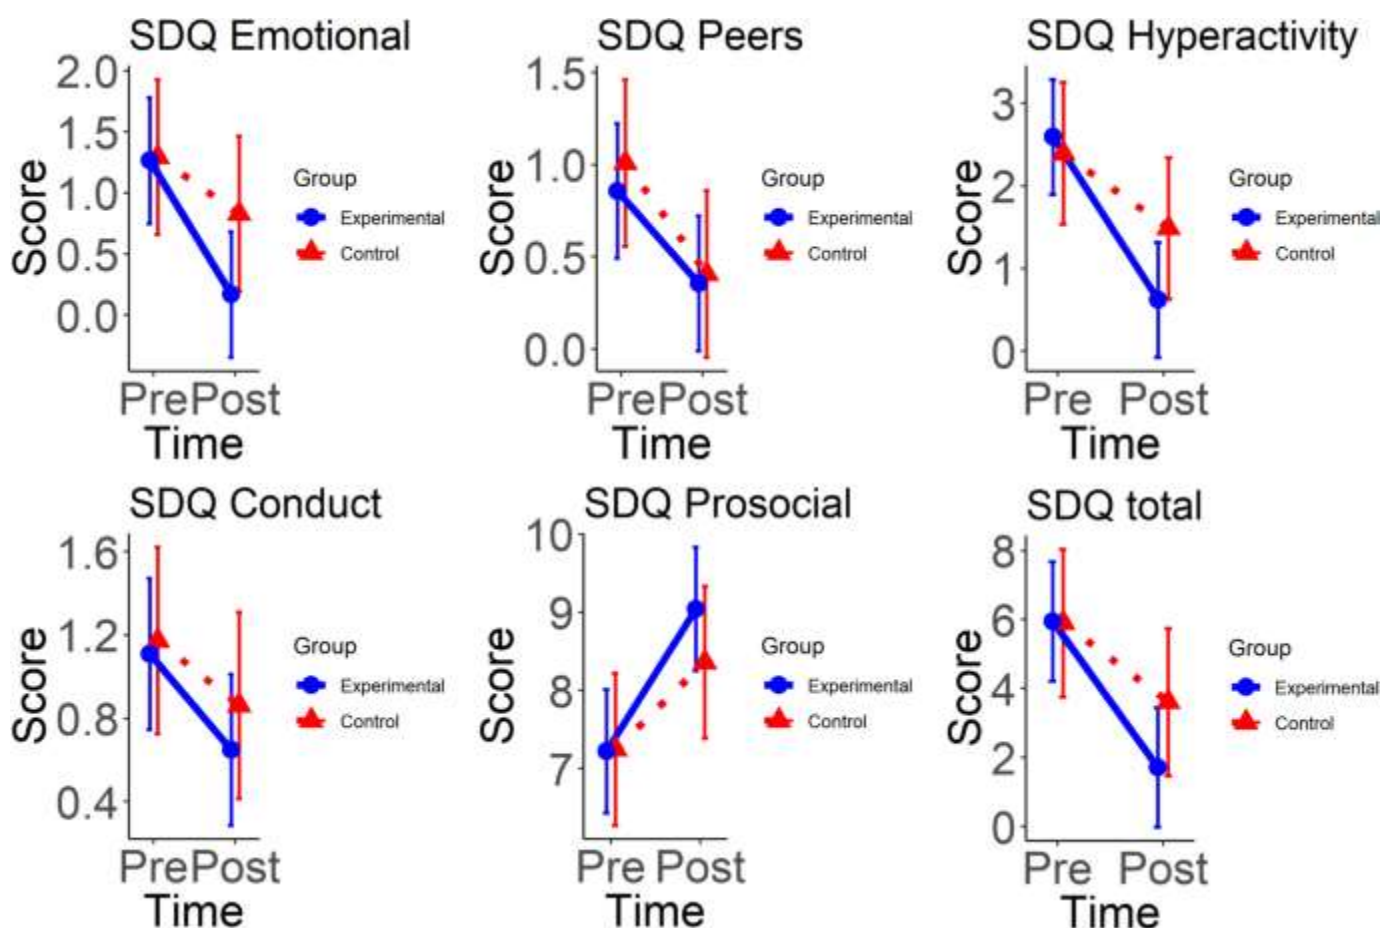 SDQ Emotional
2.0
1.5
1.0
0.5
0.0
Score
PrePost
Time
Group
Experimental
Control
SDQ Peers
1.5
1.0
0.5
0.0
Score
PrePost
Time
Group
Experimental
Control
SDQ Hyperactivity
3
2
1
0
Score
Pre Post
Time
Group
Experimental
Control
SDQ Conduct
1.6
1.2
0.8
0.4
Score
PrePost
Time
Group
Experimental
Control
SDQ Prosocial
10
9
8
7
Score
Pre Post
Time
Group
Experimental
Control
SDQ total
8
6
4
2
0
Score
Pre Post
Time
Group
Experimental
Control